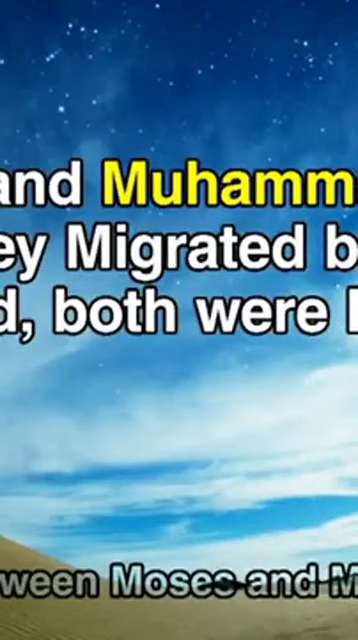 and Muhamm
ey Migrated b
d, both were
ween Moses and M